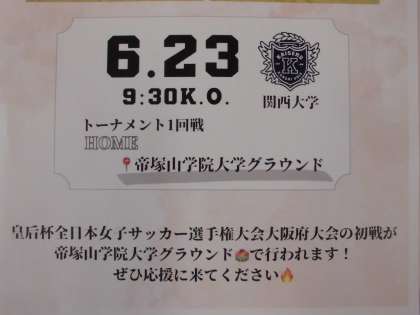 6.23
9:30K.O.
KAISERS
K
関西大学
トーナメント1回戦
HOME
📍帝塚山学院大学グラウンド
皇后杯全日本女子サッカー選手権大会大阪府大会の初戦が
帝塚山学院大学グラウンド🏟️で行われます!
ぜひ応援に来てください🔥